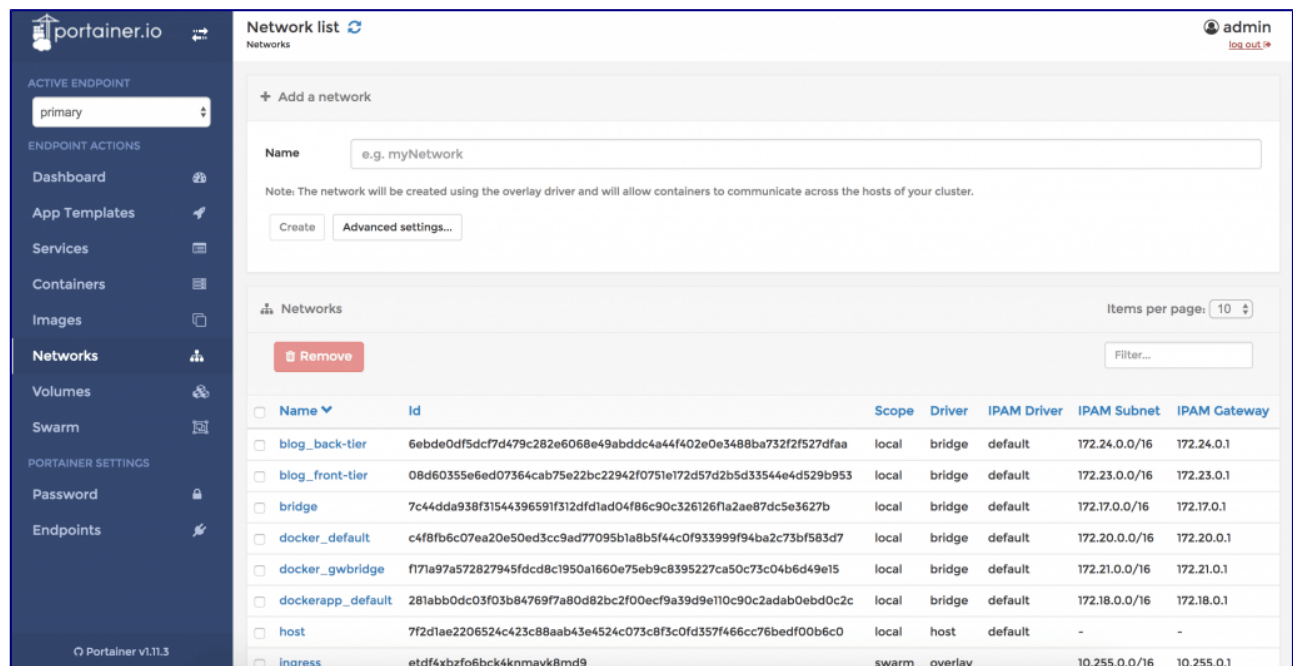 portainer.io
ACTIVE ENDPOINT
primary
ENDPOINT ACTIONS
Dashboard
App Templates
Services
Containers
Images
Networks
Volumes
Swarm
PORTAINER SETTINGS
Password
Endpoints
Portainer v1.11.3
Network list
Networks
admin
log out
Add a network
Name
e.g. myNetwork
Note: The network will be created using the overlay driver and will allow containers to communicate across the hosts of your cluster.
Create Advanced settings...
Networks
Items per page: 10
Remove
Filter...
Name Id Scope Driver IPAM Driver IPAM Subnet IPAM Gateway
blog_back-tier 6ebde0df5dcf7d479c282e6068e49abddc4a44f402e0e3488ba732f2f527dfaa local bridge default 172.24.0.0/16 172.24.0.1
blog_front-tier 08d60355e6ed07364cab75e22bc22942f0751e172d57d2b5d33544e4d529b953 local bridge default 172.23.0.0/16 172.23.0.1
bridge 7c44dda938f31544396591f312dfd1ad04f86c90c326126f1a2ae87dc5e3627b local bridge default 172.17.0.0/16 172.17.0.1
docker_default c4f8fb6c07ea20e50ed3cc9ad77095b1a8b5f44c0f933999f94ba2c73bf583d7 local bridge default 172.20.0.0/16 172.20.0.1
docker_gwbridge f171a97a572827945fdcd8c1950a1660e75eb9c8395227ca50c73c04b6d49e15 local bridge default 172.21.0.0/16 172.21.0.1
dockerapp_default 281abb0dc03f03b84769f7a80d82bc2f00ecf9a39d9e110c90c2adab0ebd0c2c local bridge default 172.18.0.0/16 172.18.0.1
host 7f2d1ae2206524c423c88aab43e4524c073c8f3c0fd357f466cc76bedf00b6c0 local host default - -
ingress etdf4xbzfo6bck4knmavk8md9 swarm overlay 10.255.0.0/16 10.255.0.1